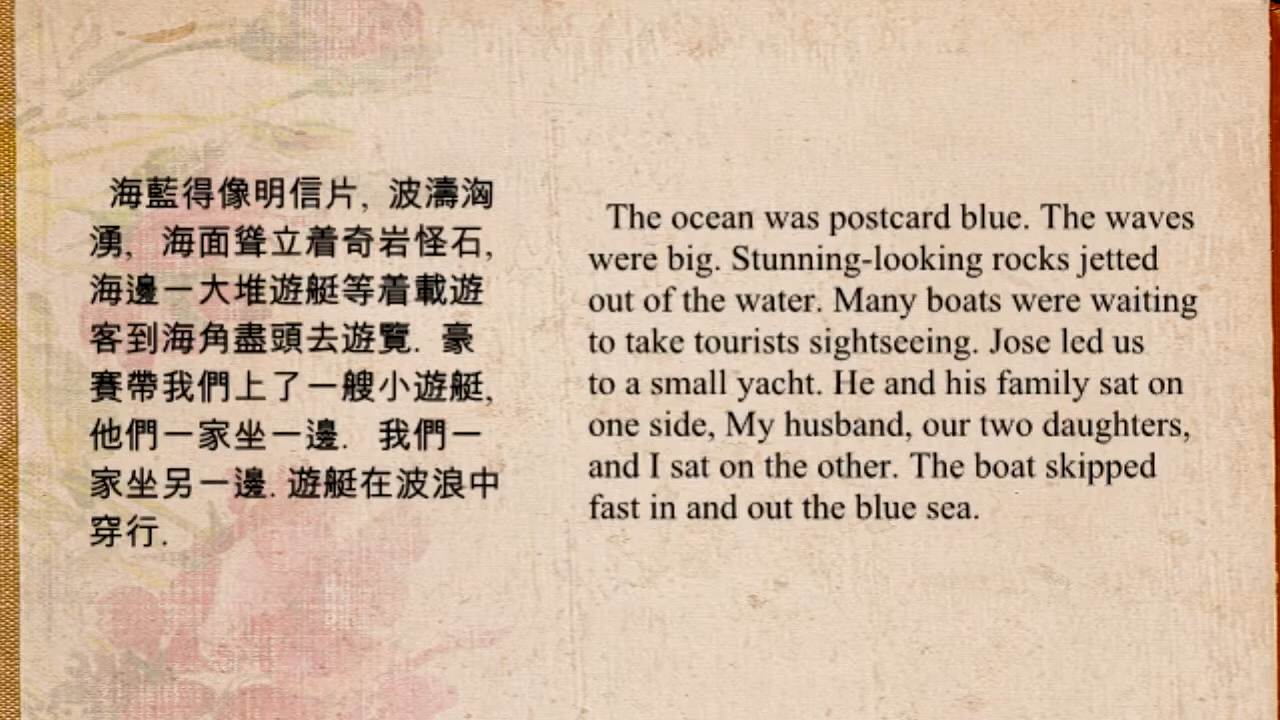 海藍得像明信片, 波濤洶
湧, 海面聳立着奇岩怪石,
海邊一大堆遊艇等着載遊
客到海角盡頭去遊覽. 豪
賽帶我們上了一艘小遊艇,
他們一家坐一邊. 我們一
家坐另一邊. 遊艇在波浪中
穿行.
The ocean was postcard blue. The waves
were big. Stunning-looking rocks jetted
out of the water. Many boats were waiting
to take tourists sightseeing. Jose led us
to a small yacht. He and his family sat on
one side, My husband, our two daughters,
and I sat on the other. The boat skipped
fast in and out the blue sea.